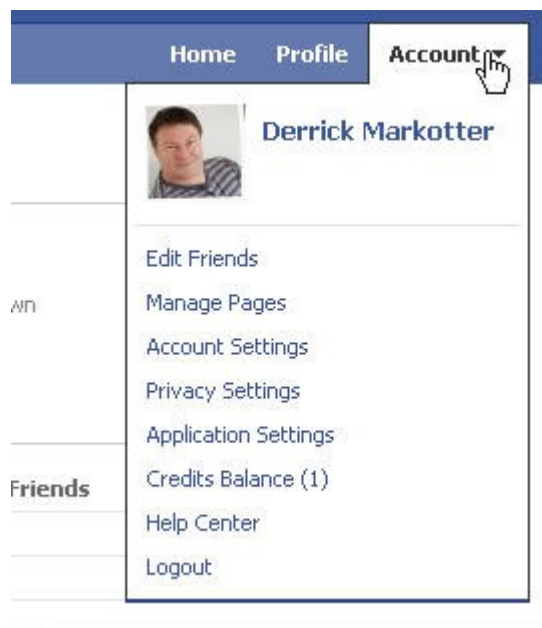 Home Profile Account
Derrick Markotter
Edit Friends
wn
Manage Pages
Account Settings
Privacy Settings
Application Settings
Friends
Credits Balance (1)
Help Center
Logout